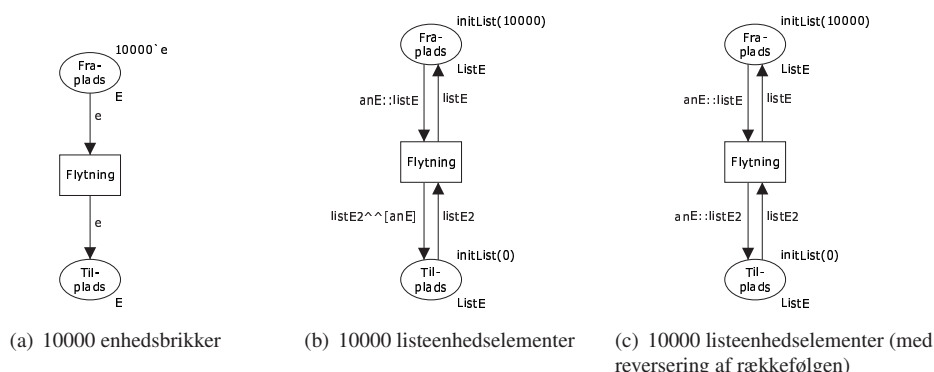 10000`e
Fra-
plads
E
e
Flytning
e
Til-
plads
E
(a) 10000 enhedsbrikker
initList(10000)
Fra-
plads
ListE
anE::listE
listE
Flytning
listE2^^[anE]
listE2
initList(0)
Til-
plads
ListE
(b) 10000 listeenhedselementer
initList(10000)
Fra-
plads
ListE
anE::listE
listE
Flytning
anE::listE2
listE2
initList(0)
Til-
plads
ListE
(c) 10000 listeenhedselementer (med
reversering af rækkefølgen)